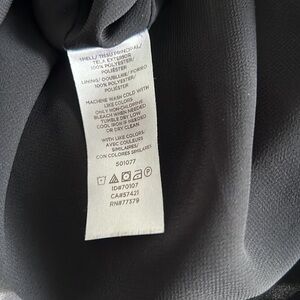 SHELL/ TISSU PRINCIPAL/
TELA EXTERIOR
100% POLYESTER/
POLIÉSTER
LINING/ DOUBLURE/ FORRO
100% POLYESTER/
POLIÉSTER
MACHINE WASH COLD WITH
LIKE COLORS
ONLY NON-CHLORINE
BLEACH WHEN NEEDED
TUMBLE DRY LOW
COOL IRON IF NEEDED
OR DRY CLEAN
WITH LIKE COLORS/
AVEC COULEURS
SIMILAIRES/
CON COLORES SIMILARES
501077
ID#70107
CA#57421
RN#77379